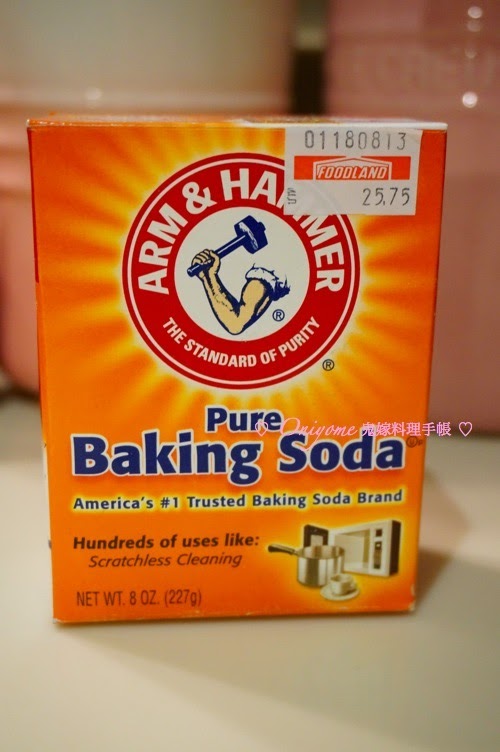 01180813
FOODLAND
25.75
ARM & HAMMER
THE STANDARD OF PURITY
®
®
Pure
♡ Oniyome 鬼嫁料理手帳 ♡
Baking Soda
America's #1 Trusted Baking Soda Brand
Hundreds of uses like:
Scratchless Cleaning
NET WT. 8 OZ. (227g)